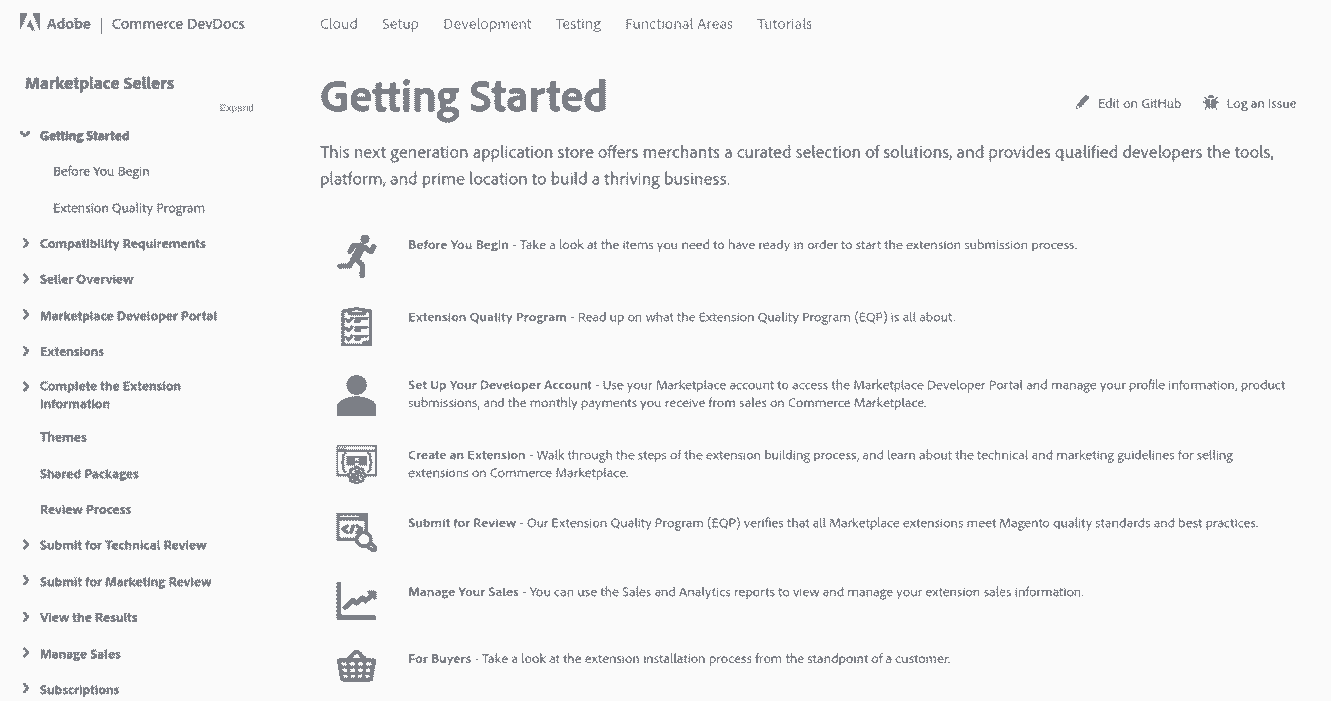 Adobe | Commerce DevDocs
Cloud Setup Development Testing Functional Areas Tutorials
Marketplace Sellers
Expand
Getting Started
Before You Begin
Extension Quality Program
Compatibility Requirements
Seller Overview
Marketplace Developer Portal
Extensions
Complete the Extension
Information
Themes
Shared Packages
Review Process
Submit for Technical Review
Submit for Marketing Review
View the Results
Manage Sales
Subscriptions
Getting Started
Edit on GitHub Log an Issue
This next generation application store offers merchants a curated selection of solutions, and provides qualified developers the tools,
platform, and prime location to build a thriving business.
Before You Begin - Take a look at the items you need to have ready in order to start the extension submission process.
Extension Quality Program - Read up on what the Extension Quality Program (EQP) is all about.
Set Up Your Developer Account - Use your Marketplace account to access the Marketplace Developer Portal and manage your profile information, product
submissions, and the monthly payments you receive from sales on Commerce Marketplace.
Create an Extension - Walk through the steps of the extension building process, and learn about the technical and marketing guidelines for selling
extensions on Commerce Marketplace.
Submit for Review - Our Extension Quality Program (EQP) verifies that all Marketplace extensions meet Magento quality standards and best practices.
Manage Your Sales - You can use the Sales and Analytics reports to view and manage your extension sales information.
For Buyers - Take a look at the extension installation process from the standpoint of a customer.